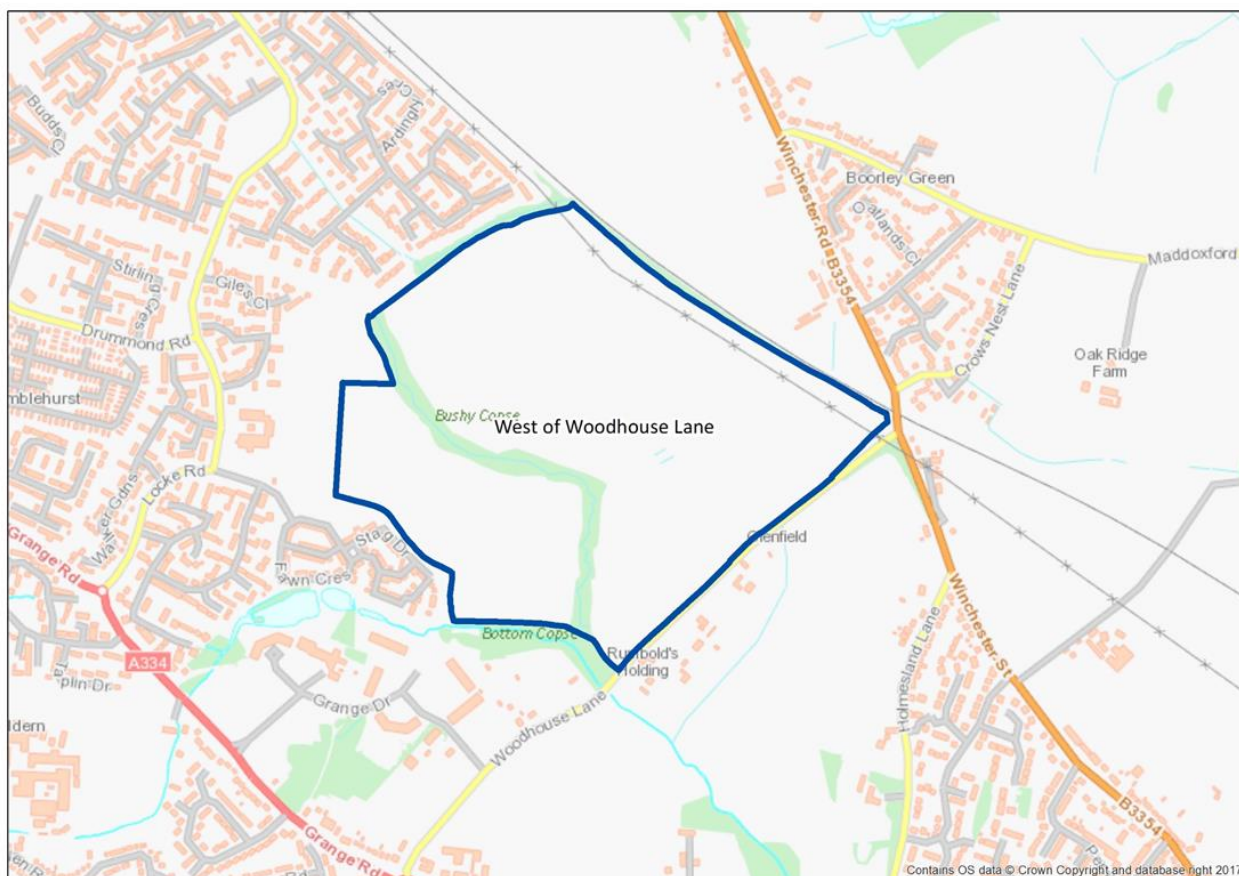 Budds Cl
Ardingly
Cres
Winchester Rd B3354
Boorley Green
Oatlands Cl
Maddoxford
Crows Nest Lane
Oak Ridge
Farm
Stirling Cres
Giles Cl
Drummond Rd
mblehurst
Bushy Copse
West of Woodhouse Lane
Locke Rd
Walker Gdns
Grange Rd
Stag Dr
Fawn Cres
Glenfield
Bottom Copse
Rumbold's
Holding
A334
Taplin Dr
Grange Dr
Woodhouse Lane
Holmesland Lane
Winchester St
ldern
Grange Rd
B3354
Contains OS data © Crown Copyright and database right 2017